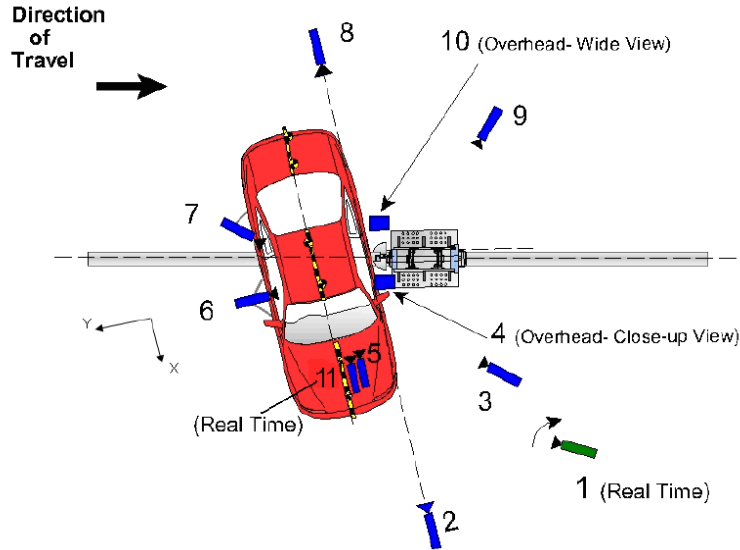 Direction
of
Travel
8
10 (Overhead- Wide View)
9
7
6
Y
X
4 (Overhead- Close-up View)
5
11
3
(Real Time)
1 (Real Time)
2